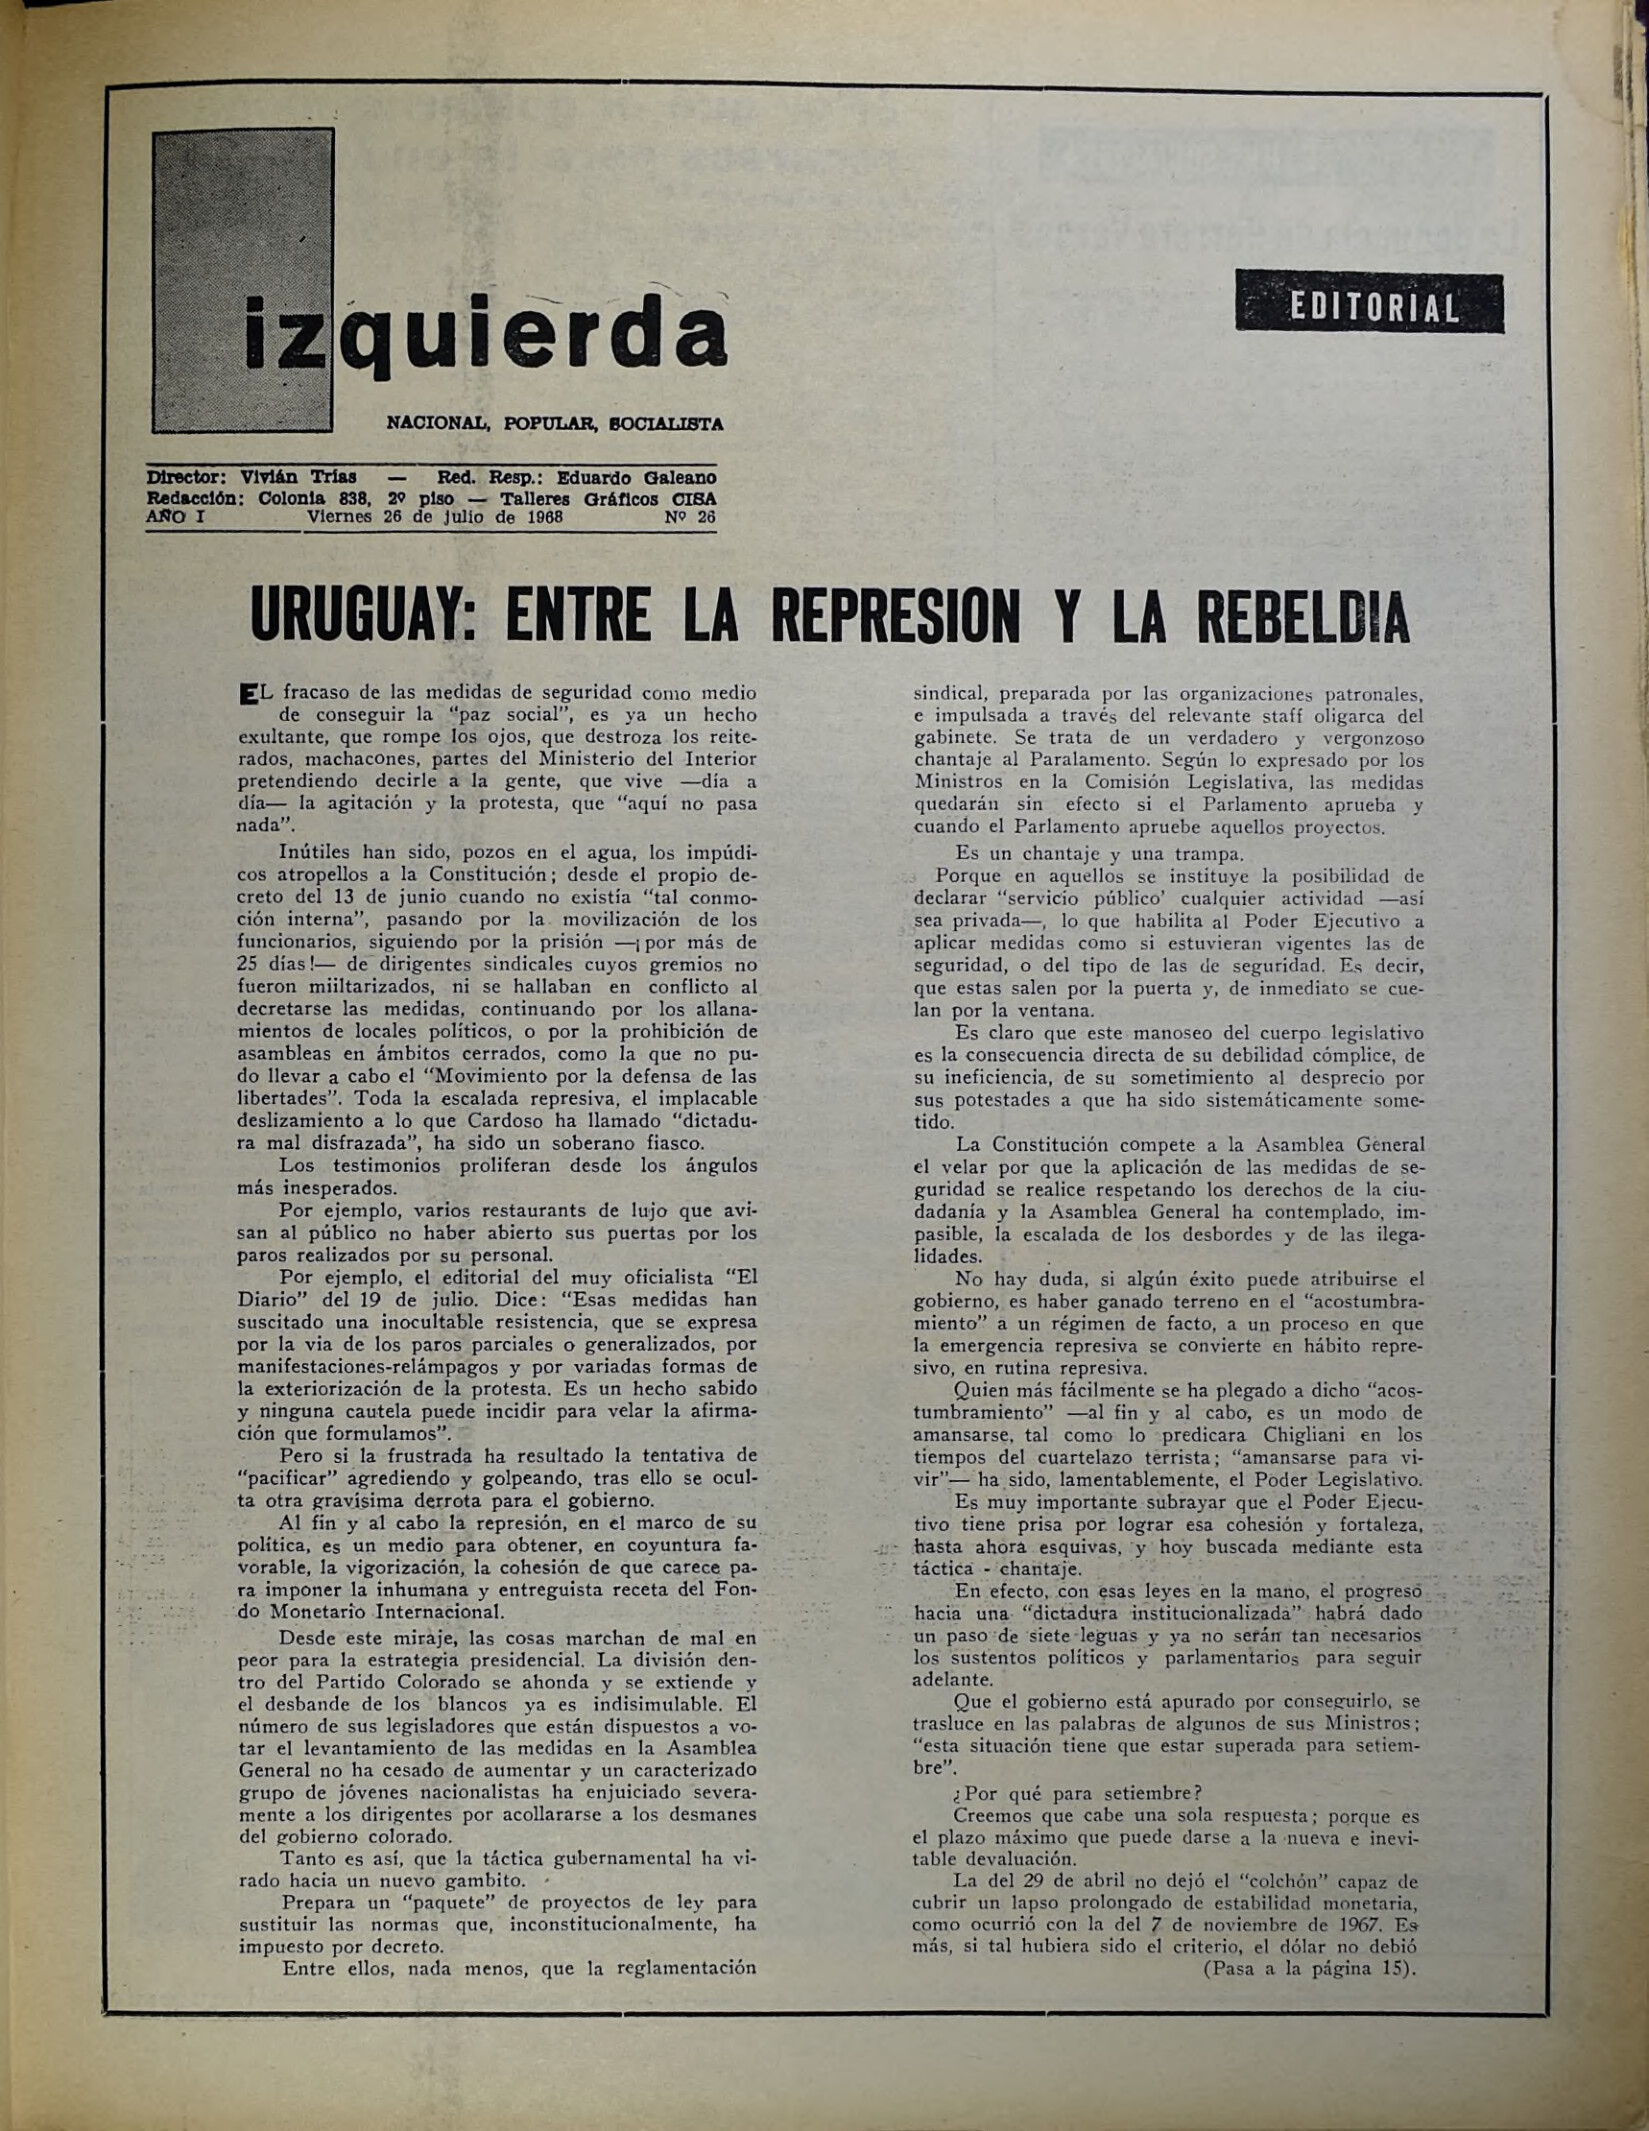 izquierda
NACIONAL, POPULAR, SOCIALISTA
EDITORIAL
Director: Vivián Trías — Red. Resp.: Eduardo Galeano
Redacción: Colonia 838, 2º piso — Talleres Gráficos CISA
AÑO I Viernes 26 de julio de 1968 Nº 26
URUGUAY: ENTRE LA REPRESION Y LA REBELDIA
EL fracaso de las medidas de seguridad como medio
de conseguir la "paz social", es ya un hecho
exultante, que rompe los ojos, que destroza los reite-
rados, machacones, partes del Ministerio del Interior
pretendiendo decirle a la gente, que vive —día a
día— la agitación y la protesta, que "aquí no pasa
nada".
Inútiles han sido, pozos en el agua, los impúdi-
cos atropellos a la Constitución; desde el propio de-
creto del 13 de junio cuando no existía "tal conmo-
ción interna", pasando por la movilización de los
funcionarios, siguiendo por la prisión —¡por más de
25 días!— de dirigentes sindicales cuyos gremios no
fueron miiltarizados, ni se hallaban en conflicto al
decretarse las medidas, continuando por los allana-
mientos de locales políticos, o por la prohibición de
asambleas en ámbitos cerrados, como la que no pu-
do llevar a cabo el "Movimiento por la defensa de las
libertades". Toda la escalada represiva, el implacable
deslizamiento a lo que Cardoso ha llamado "dictadu-
ra mal disfrazada", ha sido un soberano fiasco.
Los testimonios proliferan desde los ángulos
más inesperados.
Por ejemplo, varios restaurants de lujo que avi-
san al público no haber abierto sus puertas por los
paros realizados por su personal.
Por ejemplo, el editorial del muy oficialista "El
Diario" del 19 de julio. Dice: "Esas medidas han
suscitado una inocultable resistencia, que se expresa
por la via de los paros parciales o generalizados, por
manifestaciones-relámpagos y por variadas formas de
la exteriorización de la protesta. Es un hecho sabido
y ninguna cautela puede incidir para velar la afirma-
ción que formulamos".
Pero si la frustrada ha resultado la tentativa de
"pacificar" agrediendo y golpeando, tras ello se ocul-
ta otra gravísima derrota para el gobierno.
Al fin y al cabo la represión, en el marco de su
política, es un medio para obtener, en coyuntura fa-
vorable, la vigorización, la cohesión de que carece pa-
ra imponer la inhumana y entreguista receta del Fon-
do Monetario Internacional.
Desde este miraje, las cosas marchan de mal en
peor para la estrategia presidencial. La división den-
tro del Partido Colorado se ahonda y se extiende y
el desbande de los blancos ya es indisimulable. El
número de sus legisladores que están dispuestos a vo-
tar el levantamiento de las medidas en la Asamblea
General no ha cesado de aumentar y un caracterizado
grupo de jóvenes nacionalistas ha enjuiciado severa-
mente a los dirigentes por acollararse a los desmanes
del gobierno colorado.
Tanto es así, que la táctica gubernamental ha vi-
rado hacia un nuevo gambito.
Prepara un "paquete" de proyectos de ley para
sustituir las normas que, inconstitucionalmente, ha
impuesto por decreto.
Entre ellos, nada menos, que la reglamentación
sindical, preparada por las organizaciones patronales,
e impulsada a través del relevante staff oligarca del
gabinete. Se trata de un verdadero y vergonzoso
chantaje al Paralamento. Según lo expresado por los
Ministros en la Comisión Legislativa, las medidas
quedarán sin efecto si el Parlamento aprueba y
cuando el Parlamento apruebe aquellos proyectos.
Es un chantaje y una trampa.
Porque en aquellos se instituye la posibilidad de
declarar "servicio público' cualquier actividad —así
sea privada—, lo que habilita al Poder Ejecutivo a
aplicar medidas como si estuvieran vigentes las de
seguridad, o del tipo de las de seguridad. Es decir,
que estas salen por la puerta y, de inmediato se cue-
lan por la ventana.
Es claro que este manoseo del cuerpo legislativo
es la consecuencia directa de su debilidad cómplice, de
su ineficiencia, de su sometimiento al desprecio por
sus potestades a que ha sido sistemáticamente some-
tido.
La Constitución compete a la Asamblea General
el velar por que la aplicación de las medidas de se-
guridad se realice respetando los derechos de la ciu-
dadanía y la Asamblea General ha contemplado, im-
pasible, la escalada de los desbordes y de las ilega-
lidades.
No hay duda, si algún éxito puede atribuirse el
gobierno, es haber ganado terreno en el "acostumbra-
miento" a un régimen de facto, a un proceso en que
la emergencia represiva se convierte en hábito repre-
sivo, en rutina represiva.
Quien más fácilmente se ha plegado a dicho "acos-
tumbramiento" —al fin y al cabo, es un modo de
amansarse, tal como lo predicara Chigliani en los
tiempos del cuartelazo terrista; "amansarse para vi-
vir"— ha sido, lamentablemente, el Poder Legislativo.
Es muy importante subrayar que el Poder Ejecu-
tivo tiene prisa por lograr esa cohesión y fortaleza,
hasta ahora esquivas, y hoy buscada mediante esta
táctica - chantaje.
En efecto, con esas leyes en la mano, el progreso
hacia una "dictadura institucionalizada" habrá dado
un paso de siete leguas y ya no serán tan necesarios
los sustentos políticos y parlamentarios para seguir
adelante.
Que el gobierno está apurado por conseguirlo, se
trasluce en las palabras de algunos de sus Ministros;
"esta situación tiene que estar superada para setiem-
bre".
¿Por qué para setiembre?
Creemos que cabe una sola respuesta; porque es
el plazo máximo que puede darse a la nueva e inevi-
table devaluación.
La del 29 de abril no dejó el "colchón" capaz de
cubrir un lapso prolongado de estabilidad monetaria,
como ocurrió con la del 7 de noviembre de 1967. Es
más, si tal hubiera sido el criterio, el dólar no debió
(Pasa a la página 15).